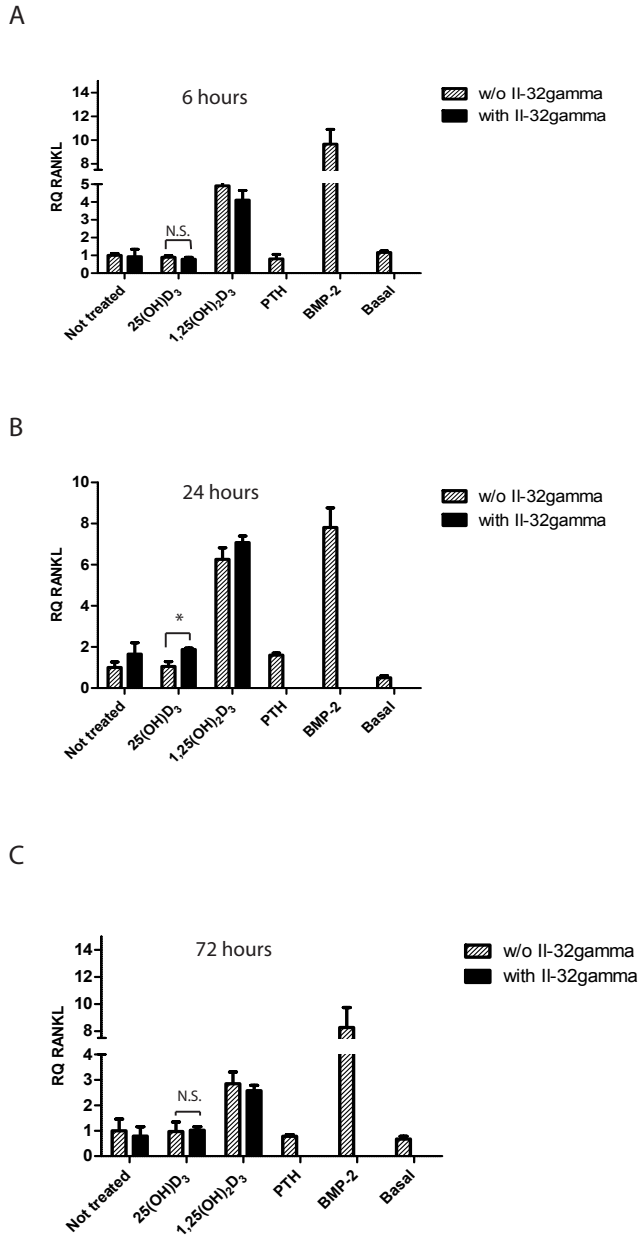 A
6 hours
w/o Il-32gamma
with Il-32gamma
RQ RANKL
14
12
10
8
5
4
3
2
1
0
N.S.
Not treated
25(OH)D₃
1,25(OH)₂D₃
PTH
BMP-2
Basal
B
24 hours
w/o Il-32gamma
with Il-32gamma
RQ RANKL
10
8
6
4
2
0
*
Not treated
25(OH)D₃
1,25(OH)₂D₃
PTH
BMP-2
Basal
C
72 hours
w/o Il-32gamma
with Il-32gamma
RQ RANKL
14
12
10
8
4
3
2
1
0
N.S.
Not treated
25(OH)D₃
1,25(OH)₂D₃
PTH
BMP-2
Basal